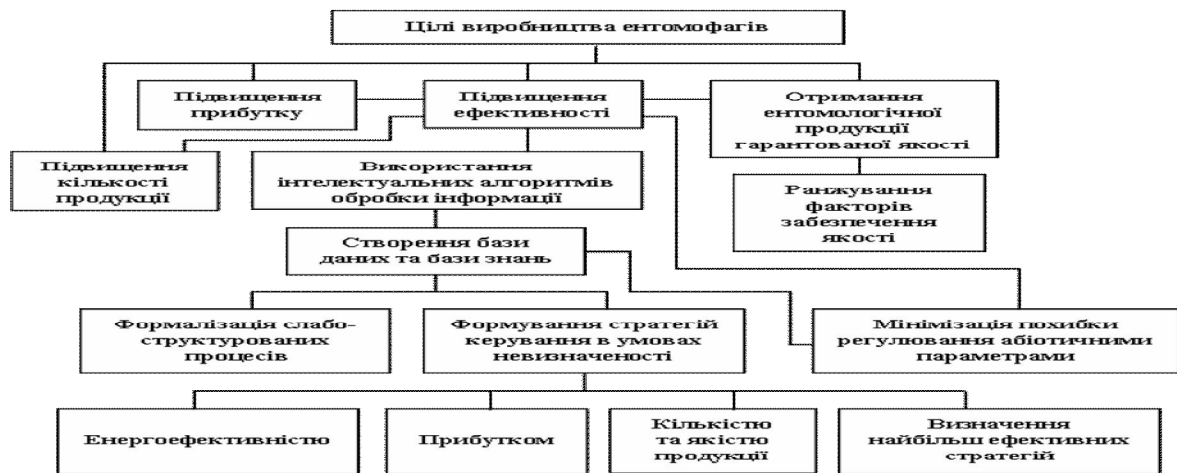 Цілі виробництва ентомофагів
Підвищення
прибутку
Підвищення
ефективності
Отримання
ентомологічної
продукції
гарантованої якості
Підвищення
кількості
продукції
Використання
інтелектуальних алгоритмів
обробки інформації
Ранжування
факторів
забезпечення
якості
Створення бази
даних та бази знань
Формалізація слабо-
структурованих
процесів
Формування стратегій
керування в умовах
невизначеності
Мінімізація похибки
регулювання абіотичними
параметрами
Енергоефективністю
Прибутком
Кількістю
та якістю
продукції
Визначення
найбільш ефективних
стратегій